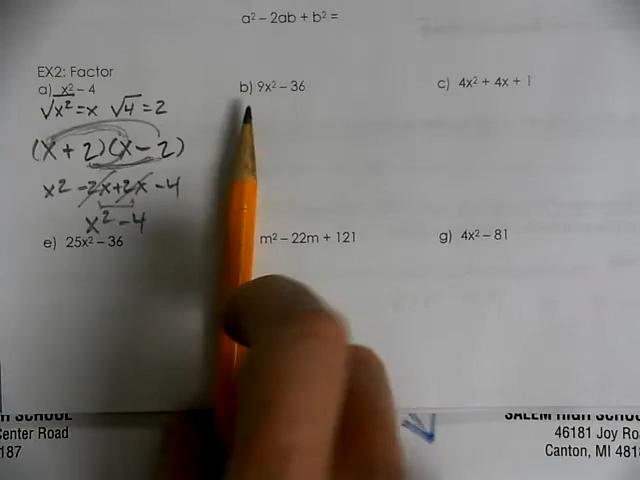 a² – 2ab + b² =
EX2: Factor
a) x² – 4
b) 9x² – 36
c) 4x² + 4x + 1
√x² = x √4 = 2
(x + 2)(x – 2)
x² – 2x + 2x – 4
x² – 4
e) 25x² – 36
m² – 22m + 121
g) 4x² – 81
SCHOOL
Center Road
187
SALEM HIGH SCHOO
46181 Joy Ro
Canton, MI 481